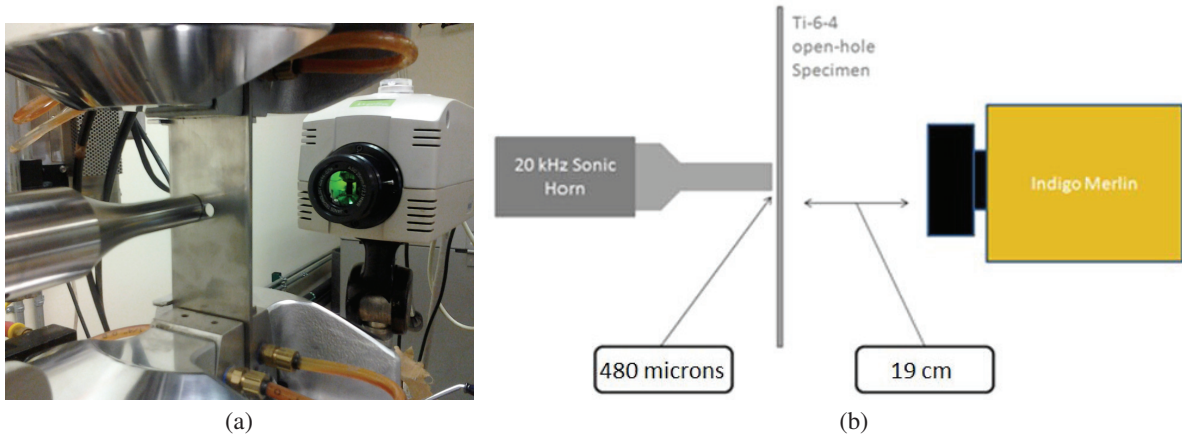 Ti-6-4
open-hole
Specimen
20 kHz Sonic
Horn
Indigo Merlin
480 microns
19 cm
(a)
(b)